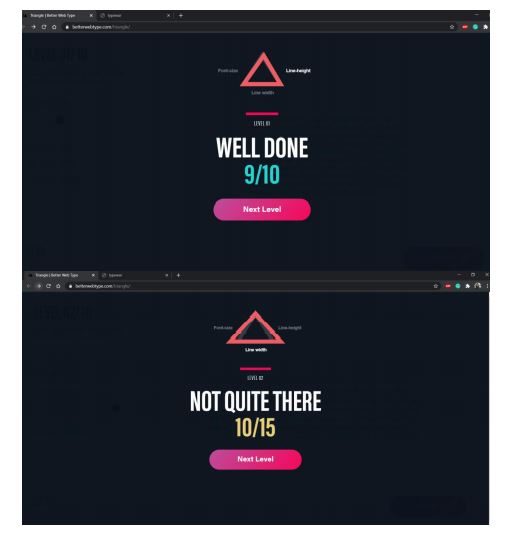 Triangle | Better Web Type
typewar
betterwebtype.com/triangle/
Font-size
Line-height
Line width
LEVEL 01
WELL DONE
9/10
Next Level
Triangle | Better Web Type
typewar
betterwebtype.com/triangle/
Font-size
Line-height
Line width
LEVEL 02
NOT QUITE THERE
10/15
Next Level